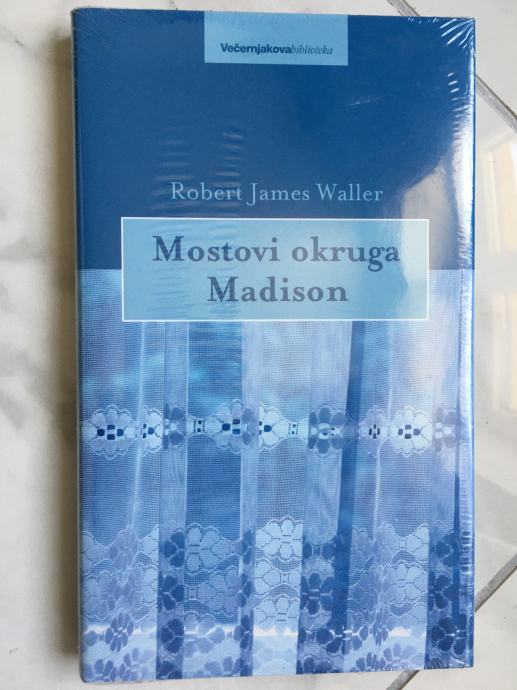 Večernjakovabiblioteka
Robert James Waller
Mostovi okruga
Madison